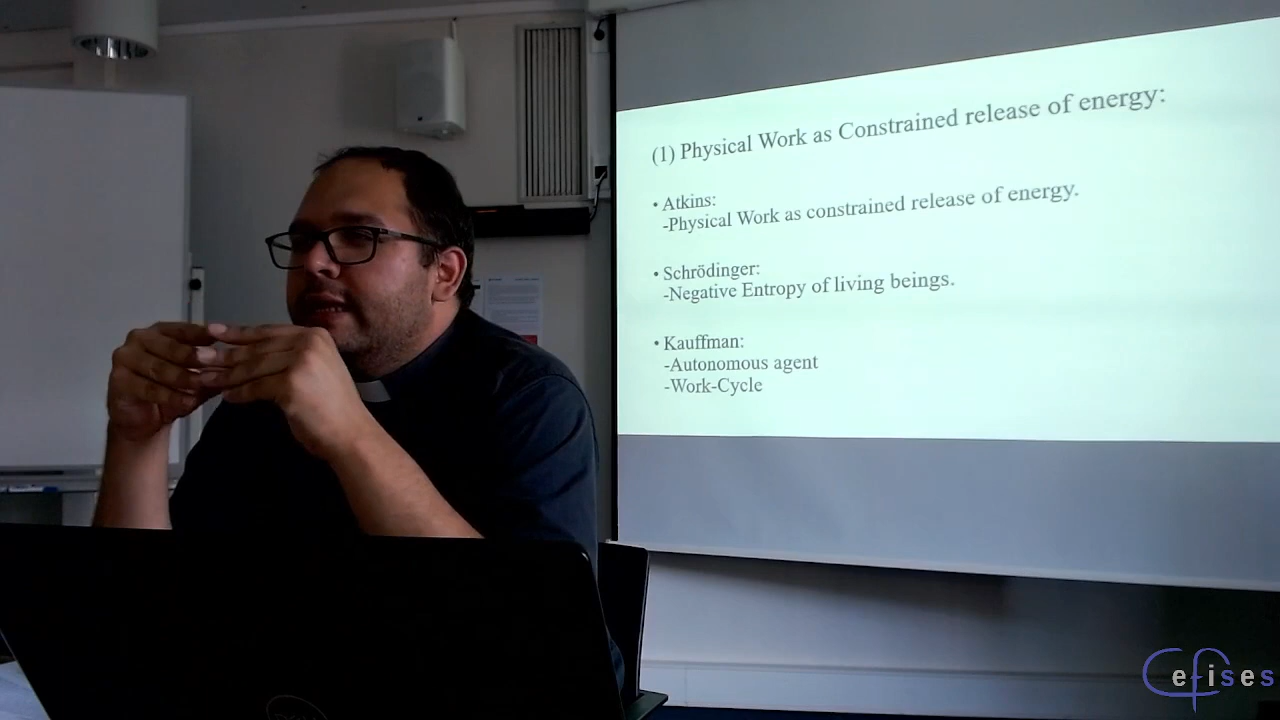 (1) Physical Work as Constrained release of energy:
• Atkins:
-Physical Work as constrained release of energy.
• Schrödinger:
-Negative Entropy of living beings.
• Kauffman:
-Autonomous agent
-Work-Cycle
Cefises